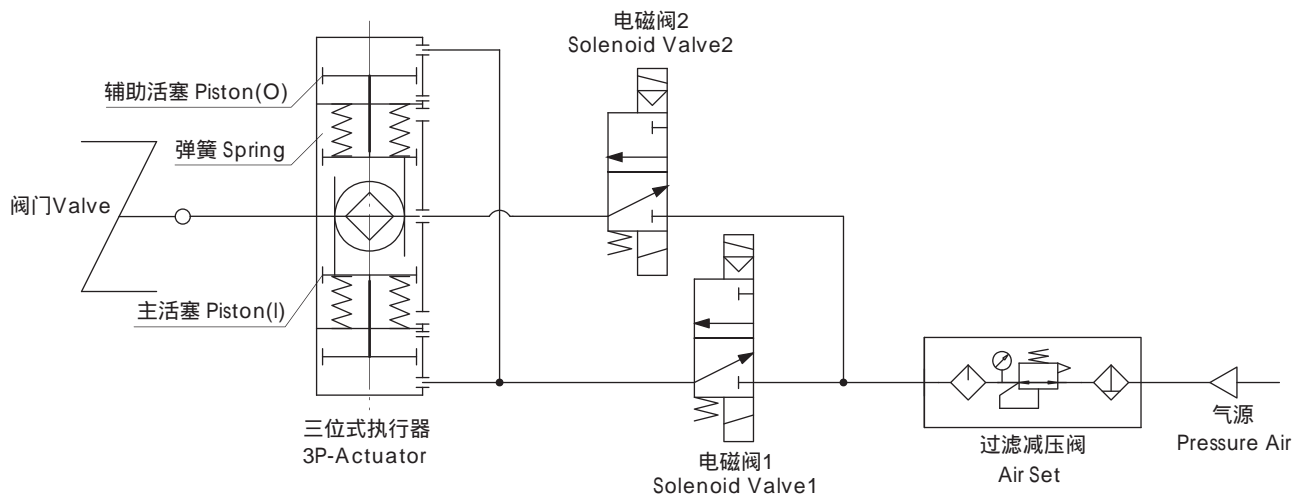 电磁阀2
Solenoid Valve2
辅助活塞 Piston(O)
弹簧 Spring
阀门Valve
主活塞 Piston(I)
三位式执行器
3P-Actuator
电磁阀1
Solenoid Valve1
过滤减压阀
Air Set
气源
Pressure Air